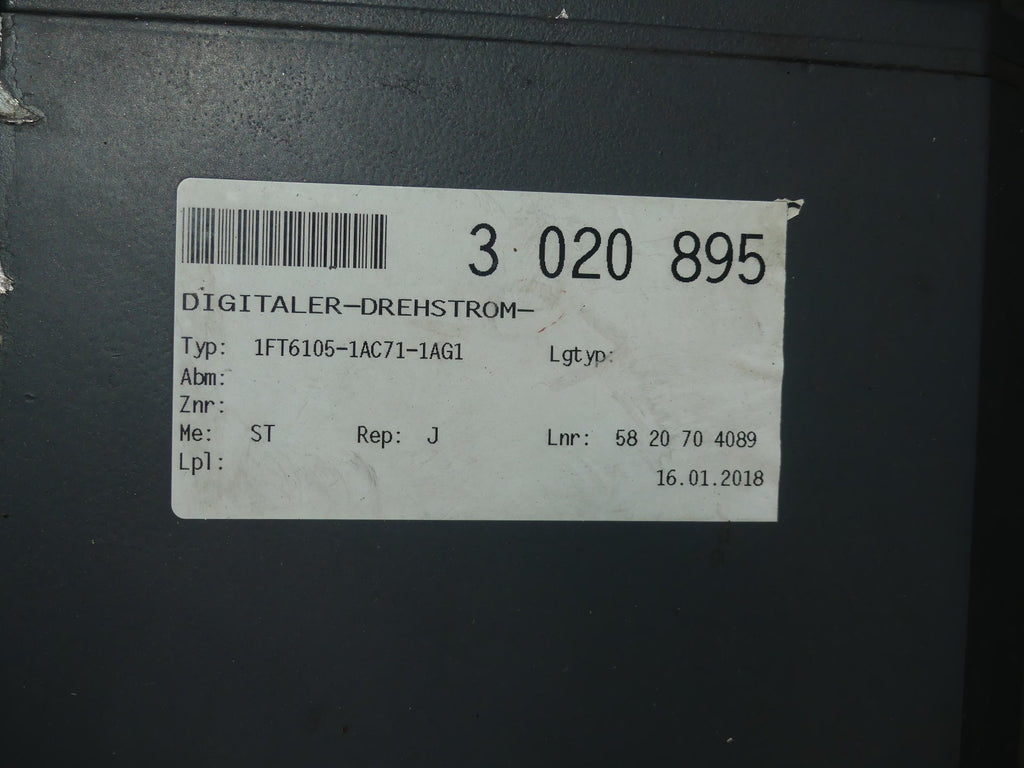 3 020 895
DIGITALER-DREHSTROM-
Typ: 1FT6105-1AC71-1AG1 Lgtyp:
Abm:
Znr:
Me: ST Rep: J Lnr: 58 20 70 4089
Lpl:
16.01.2018